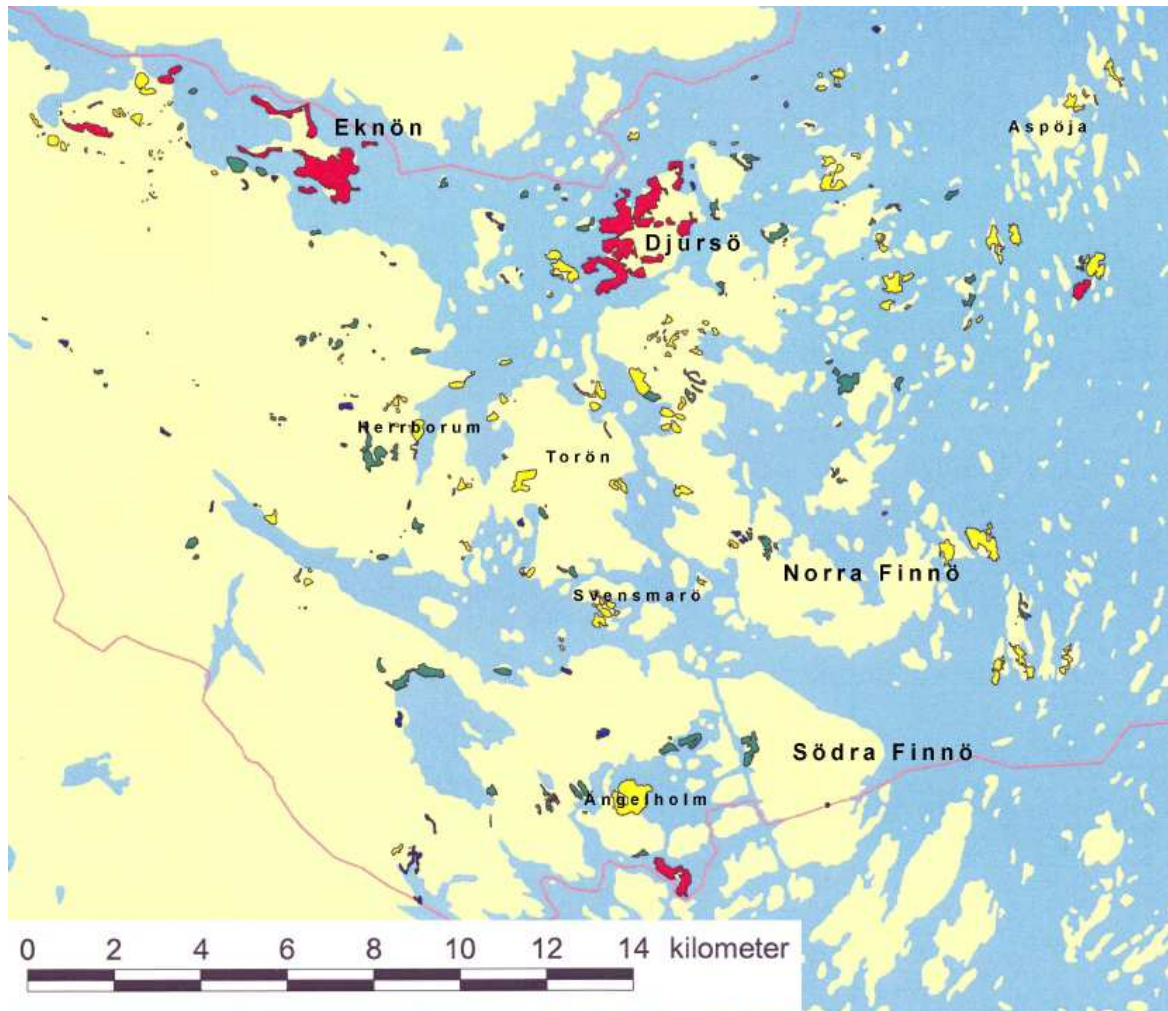 Eknön
Aspöja
Djursö
Herrborum
Torön
Norra Finnö
Svensmarö
Södra Finnö
Ängelholm
0 2 4 6 8 10 12 14 kilometer